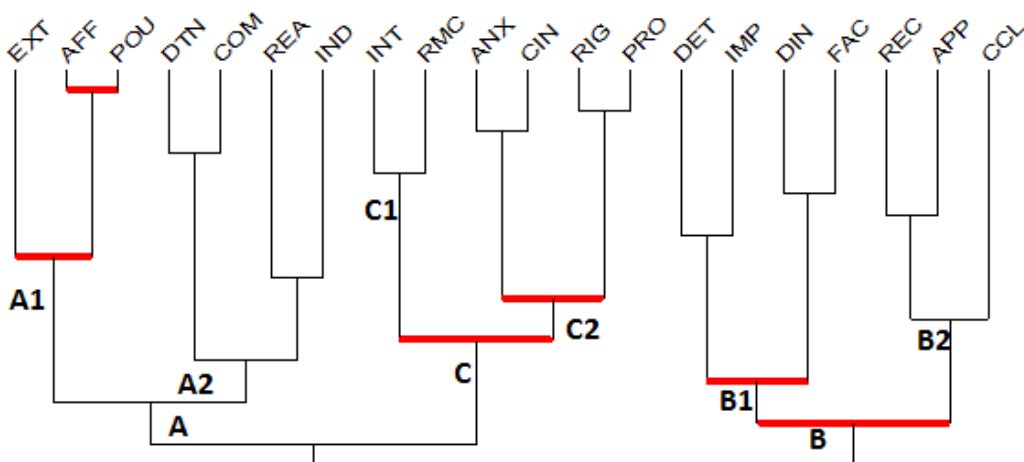 EXT AFF POU DTN COM REA IND INT RMC ANX CIN RIG PRO DET IMP DIN FAC REC APP CCL
C1
A1
C2
B2
A2
C
B1
A
B